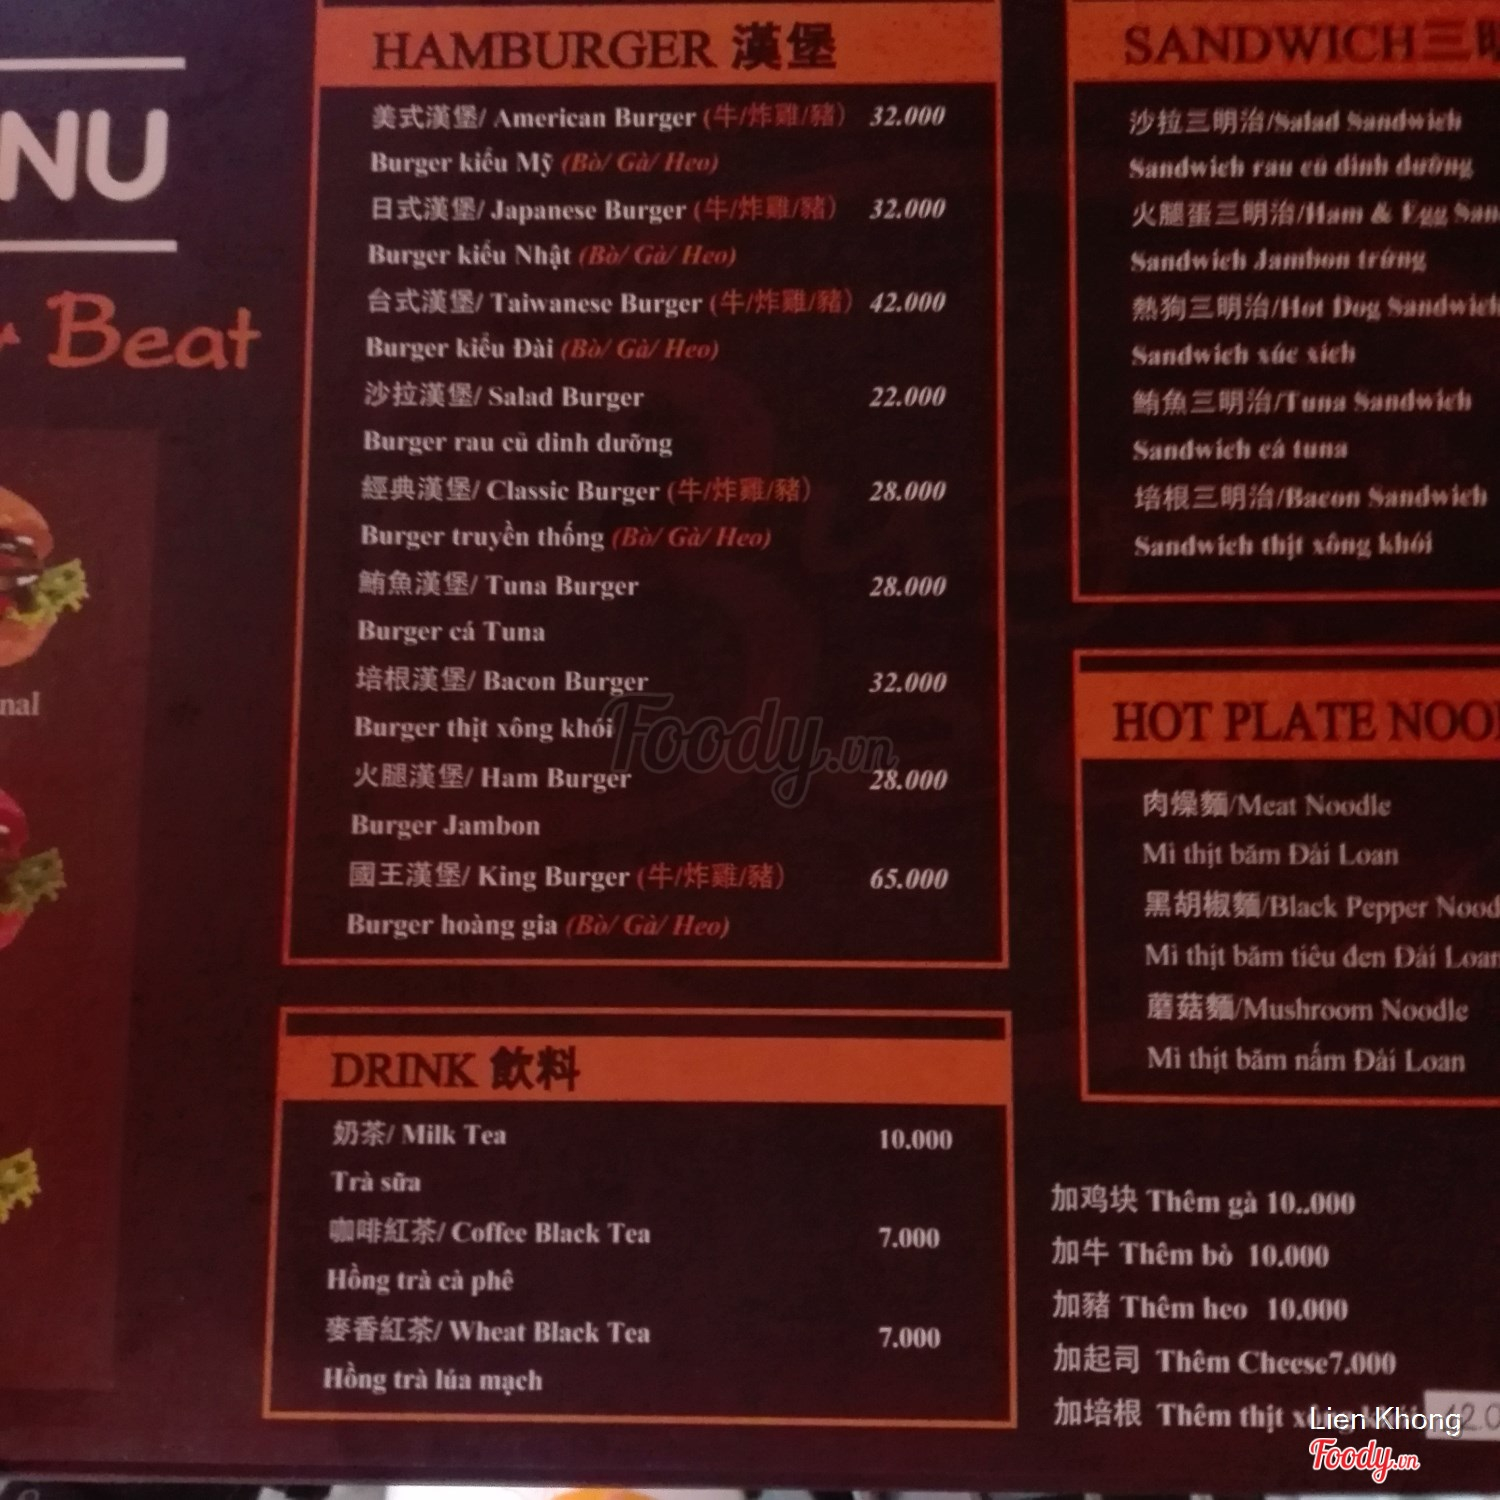 NU
Beat
nal
HAMBURGER 漢堡
美式漢堡/ American Burger (牛/炸雞/豬) 32.000
Burger kiểu Mỹ (Bò/ Gà/ Heo)
日式漢堡/ Japanese Burger (牛/炸雞/豬) 32.000
Burger kiểu Nhật (Bò/ Gà/ Heo)
台式漢堡/ Taiwanese Burger (牛/炸雞/豬) 42.000
Burger kiểu Đài (Bò/ Gà/ Heo)
沙拉漢堡/ Salad Burger 22.000
Burger rau củ dinh dưỡng
經典漢堡/ Classic Burger (牛/炸雞/豬) 28.000
Burger truyền thống (Bò/ Gà/ Heo)
鮪魚漢堡/ Tuna Burger 28.000
Burger cá Tuna
培根漢堡/ Bacon Burger 32.000
Burger thịt xông khói
火腿漢堡/ Ham Burger 28.000
Burger Jambon
國王漢堡/ King Burger (牛/炸雞/豬) 65.000
Burger hoàng gia (Bò/ Gà/ Heo)
DRINK 飲料
奶茶/ Milk Tea 10.000
Trà sữa
咖啡紅茶/ Coffee Black Tea 7.000
Hồng trà cà phê
麥香紅茶/ Wheat Black Tea 7.000
Hồng trà lúa mạch
SANDWICH三
沙拉三明治/Salad Sandwich
Sandwich rau củ dinh dưỡng
火腿蛋三明治/Ham & Egg San
Sandwich Jambon trứng
熱狗三明治/Hot Dog Sandwich
Sandwich xúc xích
鮪魚三明治/Tuna Sandwich
Sandwich cá tuna
培根三明治/Bacon Sandwich
Sandwich thịt xông khói
HOT PLATE NOO
肉燥麵/Meat Noodle
Mì thịt băm Đài Loan
黑胡椒麵/Black Pepper Nood
Mì thịt băm tiêu đen Đài Loan
蘑菇麵/Mushroom Noodle
Mì thịt băm nấm Đài Loan
加鸡块 Thêm gà 10..000
加牛 Thêm bò 10.000
加豬 Thêm heo 10.000
加起司 Thêm Cheese7.000
加培根 Thêm thịt
Foody.vn
Lien Khong
Foody.vn